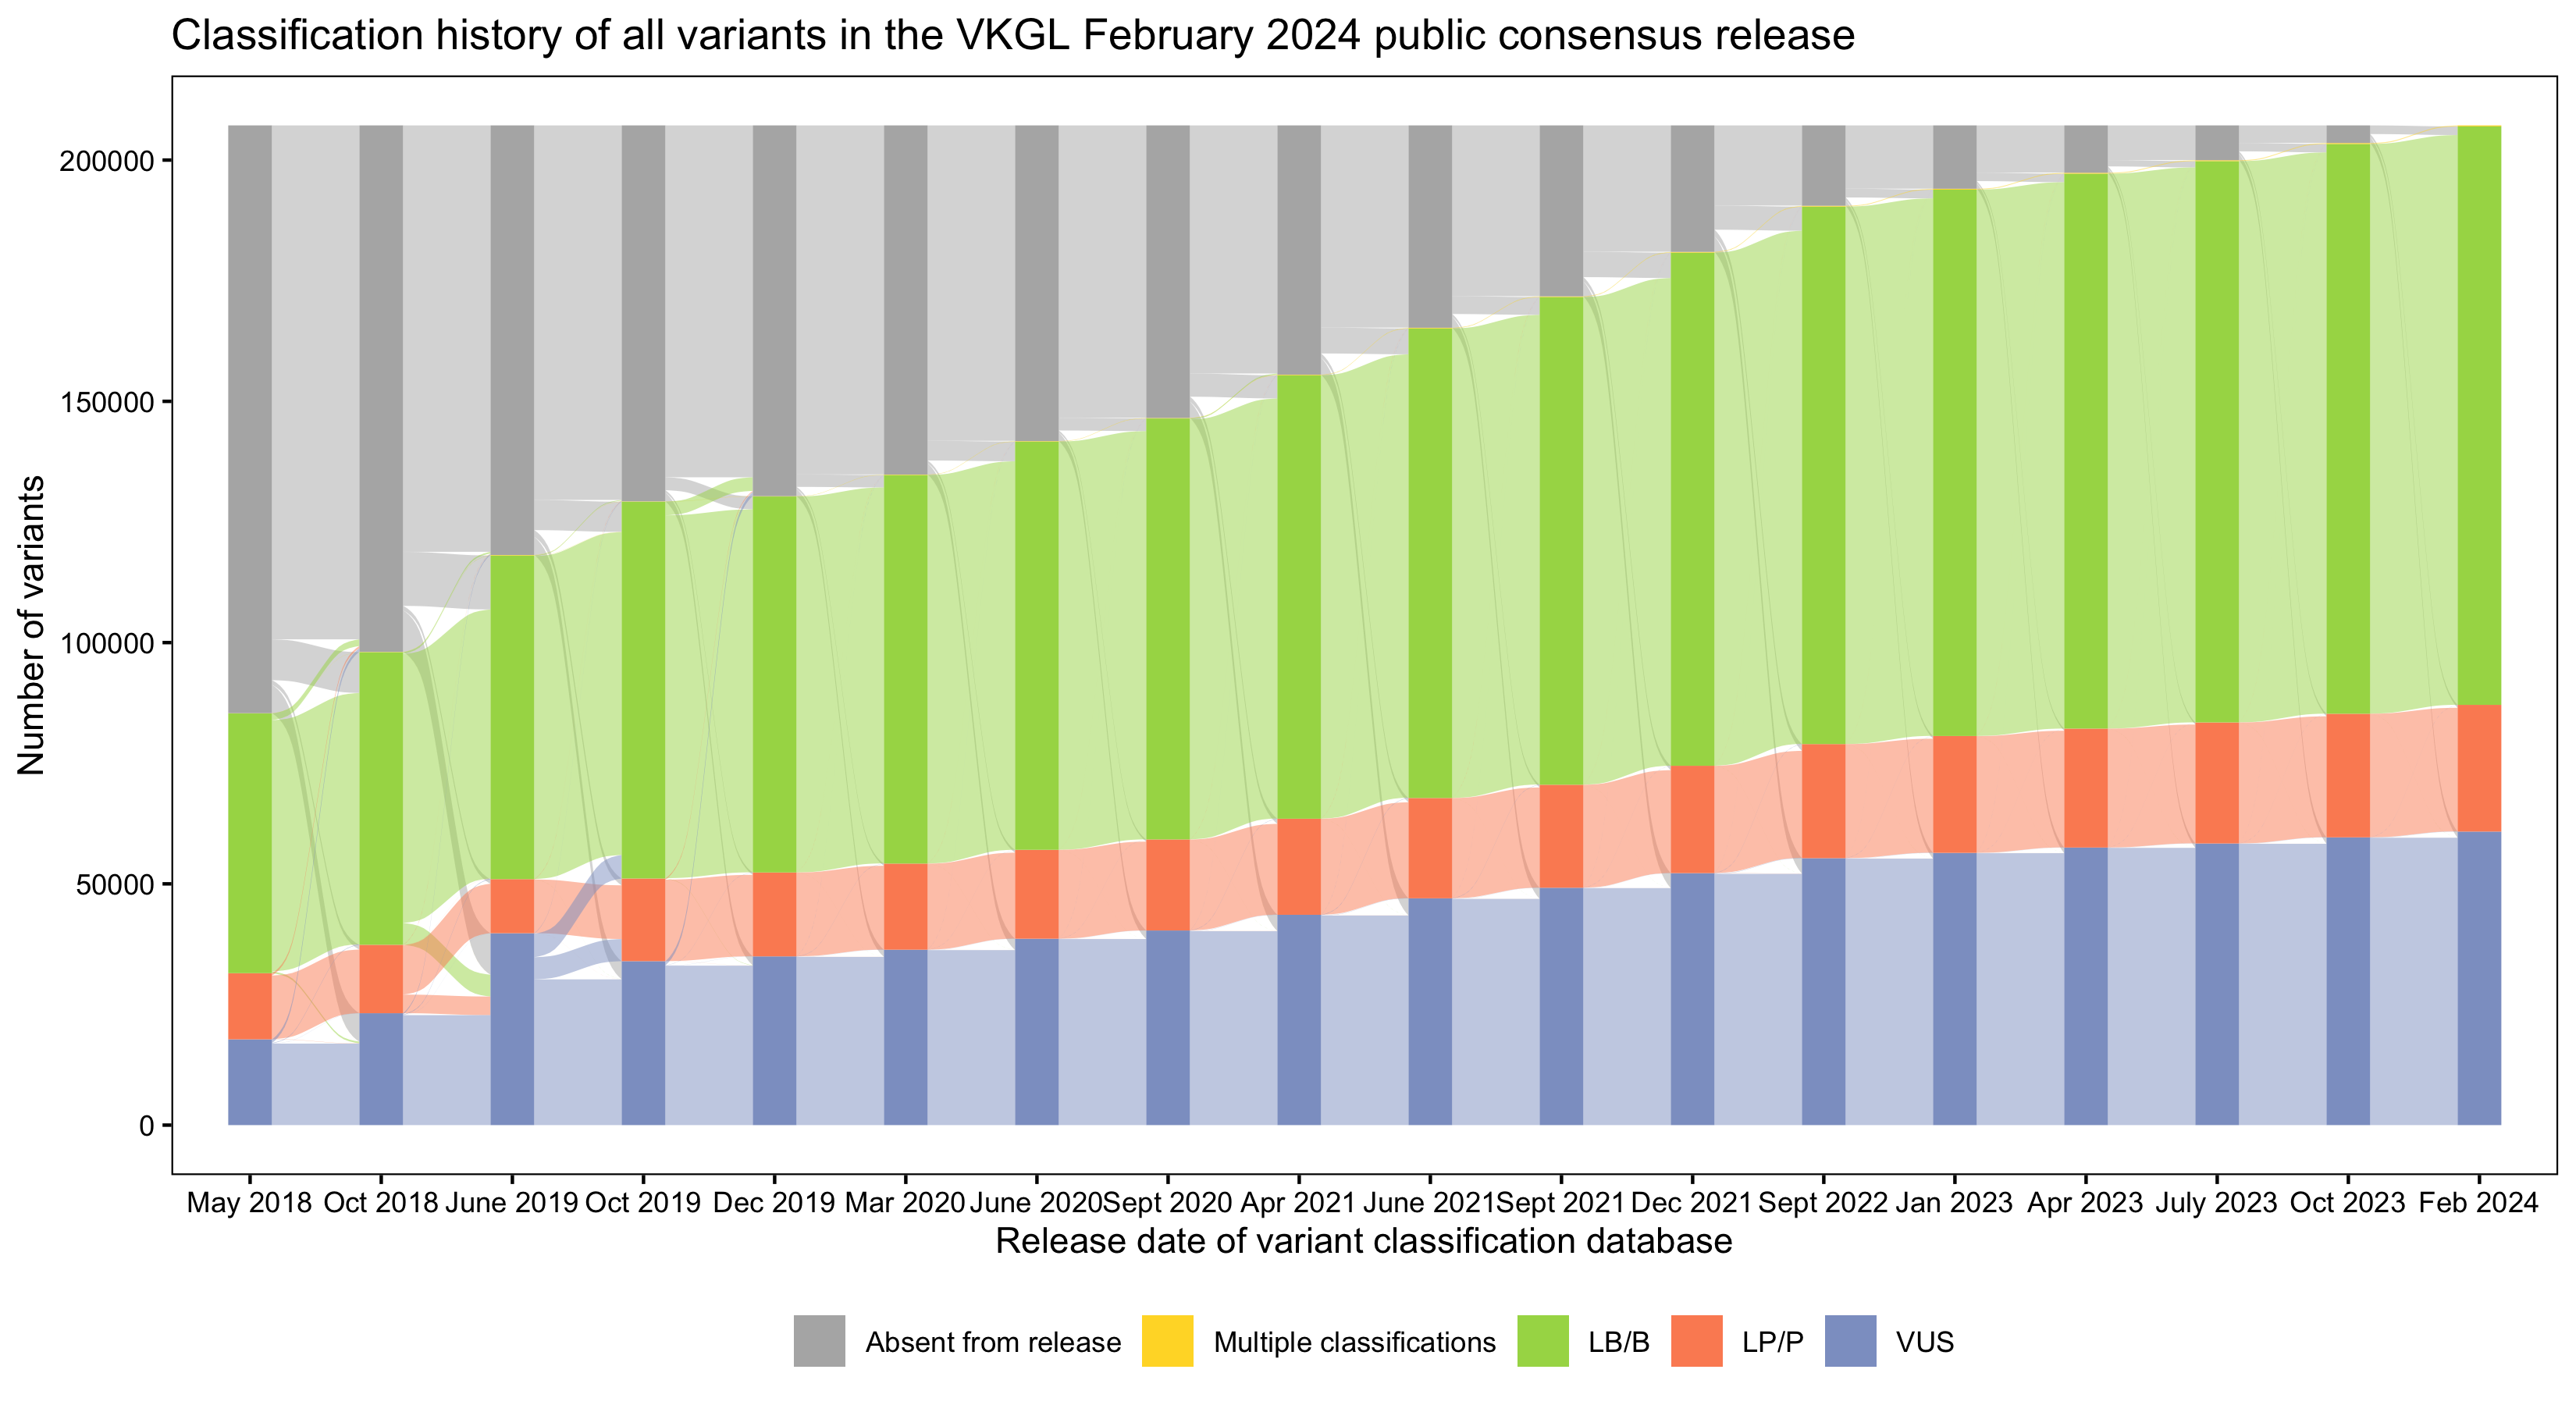 Classification history of all variants in the VKGL February 2024 public consensus release
Number of variants
200000
150000
100000
50000
0
May 2018 Oct 2018 June 2019 Oct 2019 Dec 2019 Mar 2020 June 2020 Sept 2020 Apr 2021 June 2021 Sept 2021 Dec 2021 Sept 2022 Jan 2023 Apr 2023 July 2023 Oct 2023 Feb 2024
Release date of variant classification database
Absent from release Multiple classifications LB/B LP/P VUS